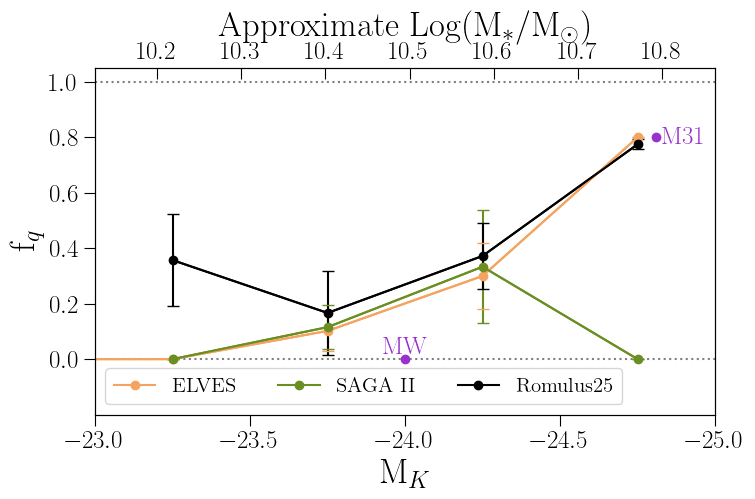 Approximate Log(M*/M⊙)
10.2 10.3 10.4 10.5 10.6 10.7 10.8
1.0
0.8
0.6
0.4
0.2
0.0
f_q
M31
MW
ELVES SAGA II Romulus25
−23.0 −23.5 −24.0 −24.5 −25.0
M_K